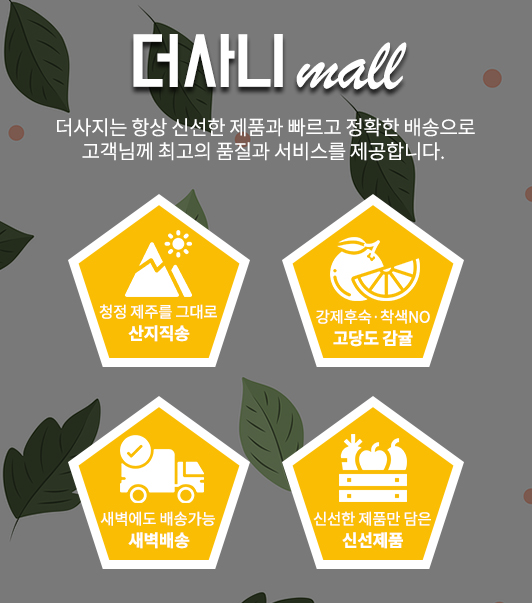 더사니 mall
더사지는 항상 신선한 제품과 빠르고 정확한 배송으로
고객님께 최고의 품질과 서비스를 제공합니다.
청정 제주를 그대로
산지직송
강제후숙·착색NO
고당도 감귤
새벽에도 배송가능
새벽배송
신선한 제품만 담은
신선제품